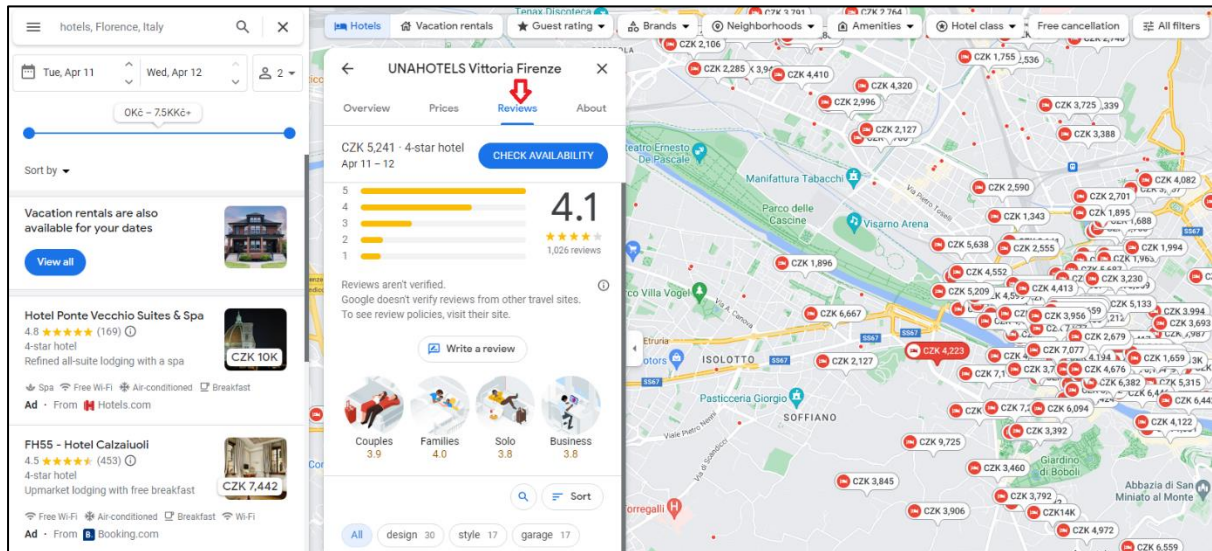 hotels, Florence, Italy
Tue, Apr 11
Wed, Apr 12
2
0Kč – 7.5KKč+
Sort by
Vacation rentals are also
available for your dates
View all
Hotel Ponte Vecchio Suites & Spa
4.8 (169)
4-star hotel
Refined all-suite lodging with a spa
CZK 10K
Spa Free Wi-Fi Air-conditioned Breakfast
Ad · From Hotels.com
FH55 - Hotel Calzaiuoli
4.5 (453)
4-star hotel
Upmarket lodging with free breakfast
CZK 7,442
Free Wi-Fi Air-conditioned Breakfast Wi-Fi
Ad · From B. Booking.com
UNAHOTELS Vittoria Firenze
Overview Prices Reviews About
CZK 5,241 · 4-star hotel
Apr 11 – 12
CHECK AVAILABILITY
5
4
3
2
1
4.1
1,026 reviews
Reviews aren't verified.
Google doesn't verify reviews from other travel sites.
To see review policies, visit their site.
Write a review
Couples Families Solo Business
3.9 4.0 3.8 3.8
Sort
All design 30 style 17 garage 17
Hotels Vacation rentals Guest rating Brands Neighborhoods Amenities Hotel class Free cancellation All filters
Tenax Discoteca
CZK 2,106
CZK 2,285
CZK 4,410
CZK 4,320
CZK 2,996
CZK 2,127
CZK 1,755
CZK 3,725
CZK 3,388
De Pascale
Manifattura Tabacchi
Via Pietro Toselli
Parco delle
Cascine
Visarno Arena
CZK 4,082
CZK 2,590
CZK 2,701
CZK 1,343
CZK 1,895
SS67
CZK 5,638
CZK 2,555
CZK 1,994
CZK 1,896
CZK 4,552
CZK 3,230
CZK 5,209
CZK 4,413
CZK 5,133
CZK 3,994
CZK 6,667
CZK 3,956
CZK 3,693
Etruria
SS67
CZK 2,679
ISOLOTTO
SS67
CZK 4,223
CZK 7,077
CZK 1,659
CZK 2,127
CZK 4,676
SS67
CZK 6,382
CZK 5,315
Pasticceria Giorgio
SOFFIANO
CZK 6,094
CZK 4,122
CZK 3,392
CZK 9,725
Giardino
di Boboli
CZK 3,460
CZK 3,845
Abbazia di San
Miniato al Monte
CZK 3,792
CZK14K
CZK 3,906
CZK 4,972
CZK 6,559